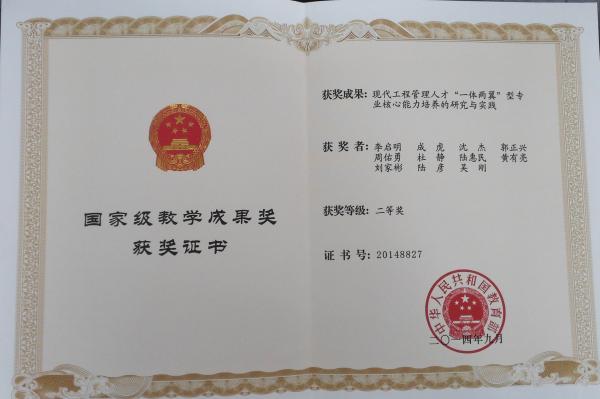 国家级教学成果奖
获奖证书
获奖成果：现代工程管理人才“一体两翼”型专
业核心能力培养的研究与实践
获奖者：李启明 成虎 沈杰 郭正兴
周佑勇 杜静 陆惠民 黄有亮
刘家彬 陆彦 吴刚
获奖等级：二等奖
证书号：20148827
中华人民共和国教育部
二〇一四年九月